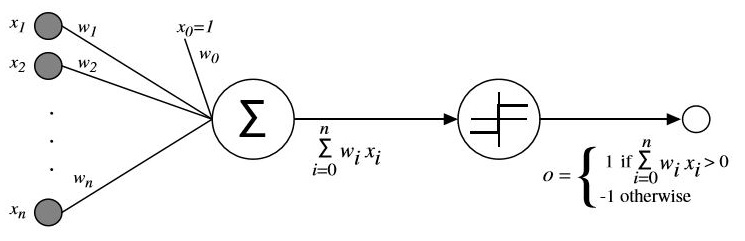 x1 w1 x0=1
w0
x2 w2
Σ
n
Σ wi xi
i=0
wn
xn
n
o = { 1 if Σ wi xi > 0
i=0
-1 otherwise